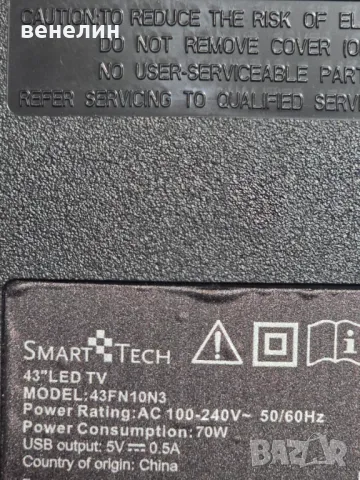 венелин
CAUTION-TO REDUCE THE RISK OF EL
DO NOT REMOVE COVER (O
NO USER-SERVICEABLE PAR
REFER SERVICING TO QUALIFIED SERV
SMART TECH
43"LED TV
MODEL:43FN10N3
Power Rating:AC 100-240V~ 50/60Hz
Power Consumption:70W
USB output: 5V⎓0.5A
Country of origin: China
BAZAR